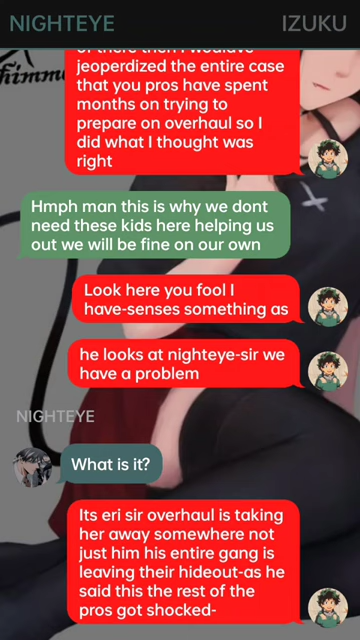 NIGHTEYE IZUKU
of there then I
jeoperdized the entire case
that you pros have spent
months on trying to
prepare on overhaul so I
did what I thought was
right
Hmph man this is why we dont
need these kids here helping us
out we will be fine on our own
Look here you fool I
have-senses something as
he looks at nighteye-sir we
have a problem
NIGHTEYE
What is it?
Its eri sir overhaul is taking
her away somewhere not
just him his entire gang is
leaving their hideout-as he
said this the rest of the
pros got shocked-